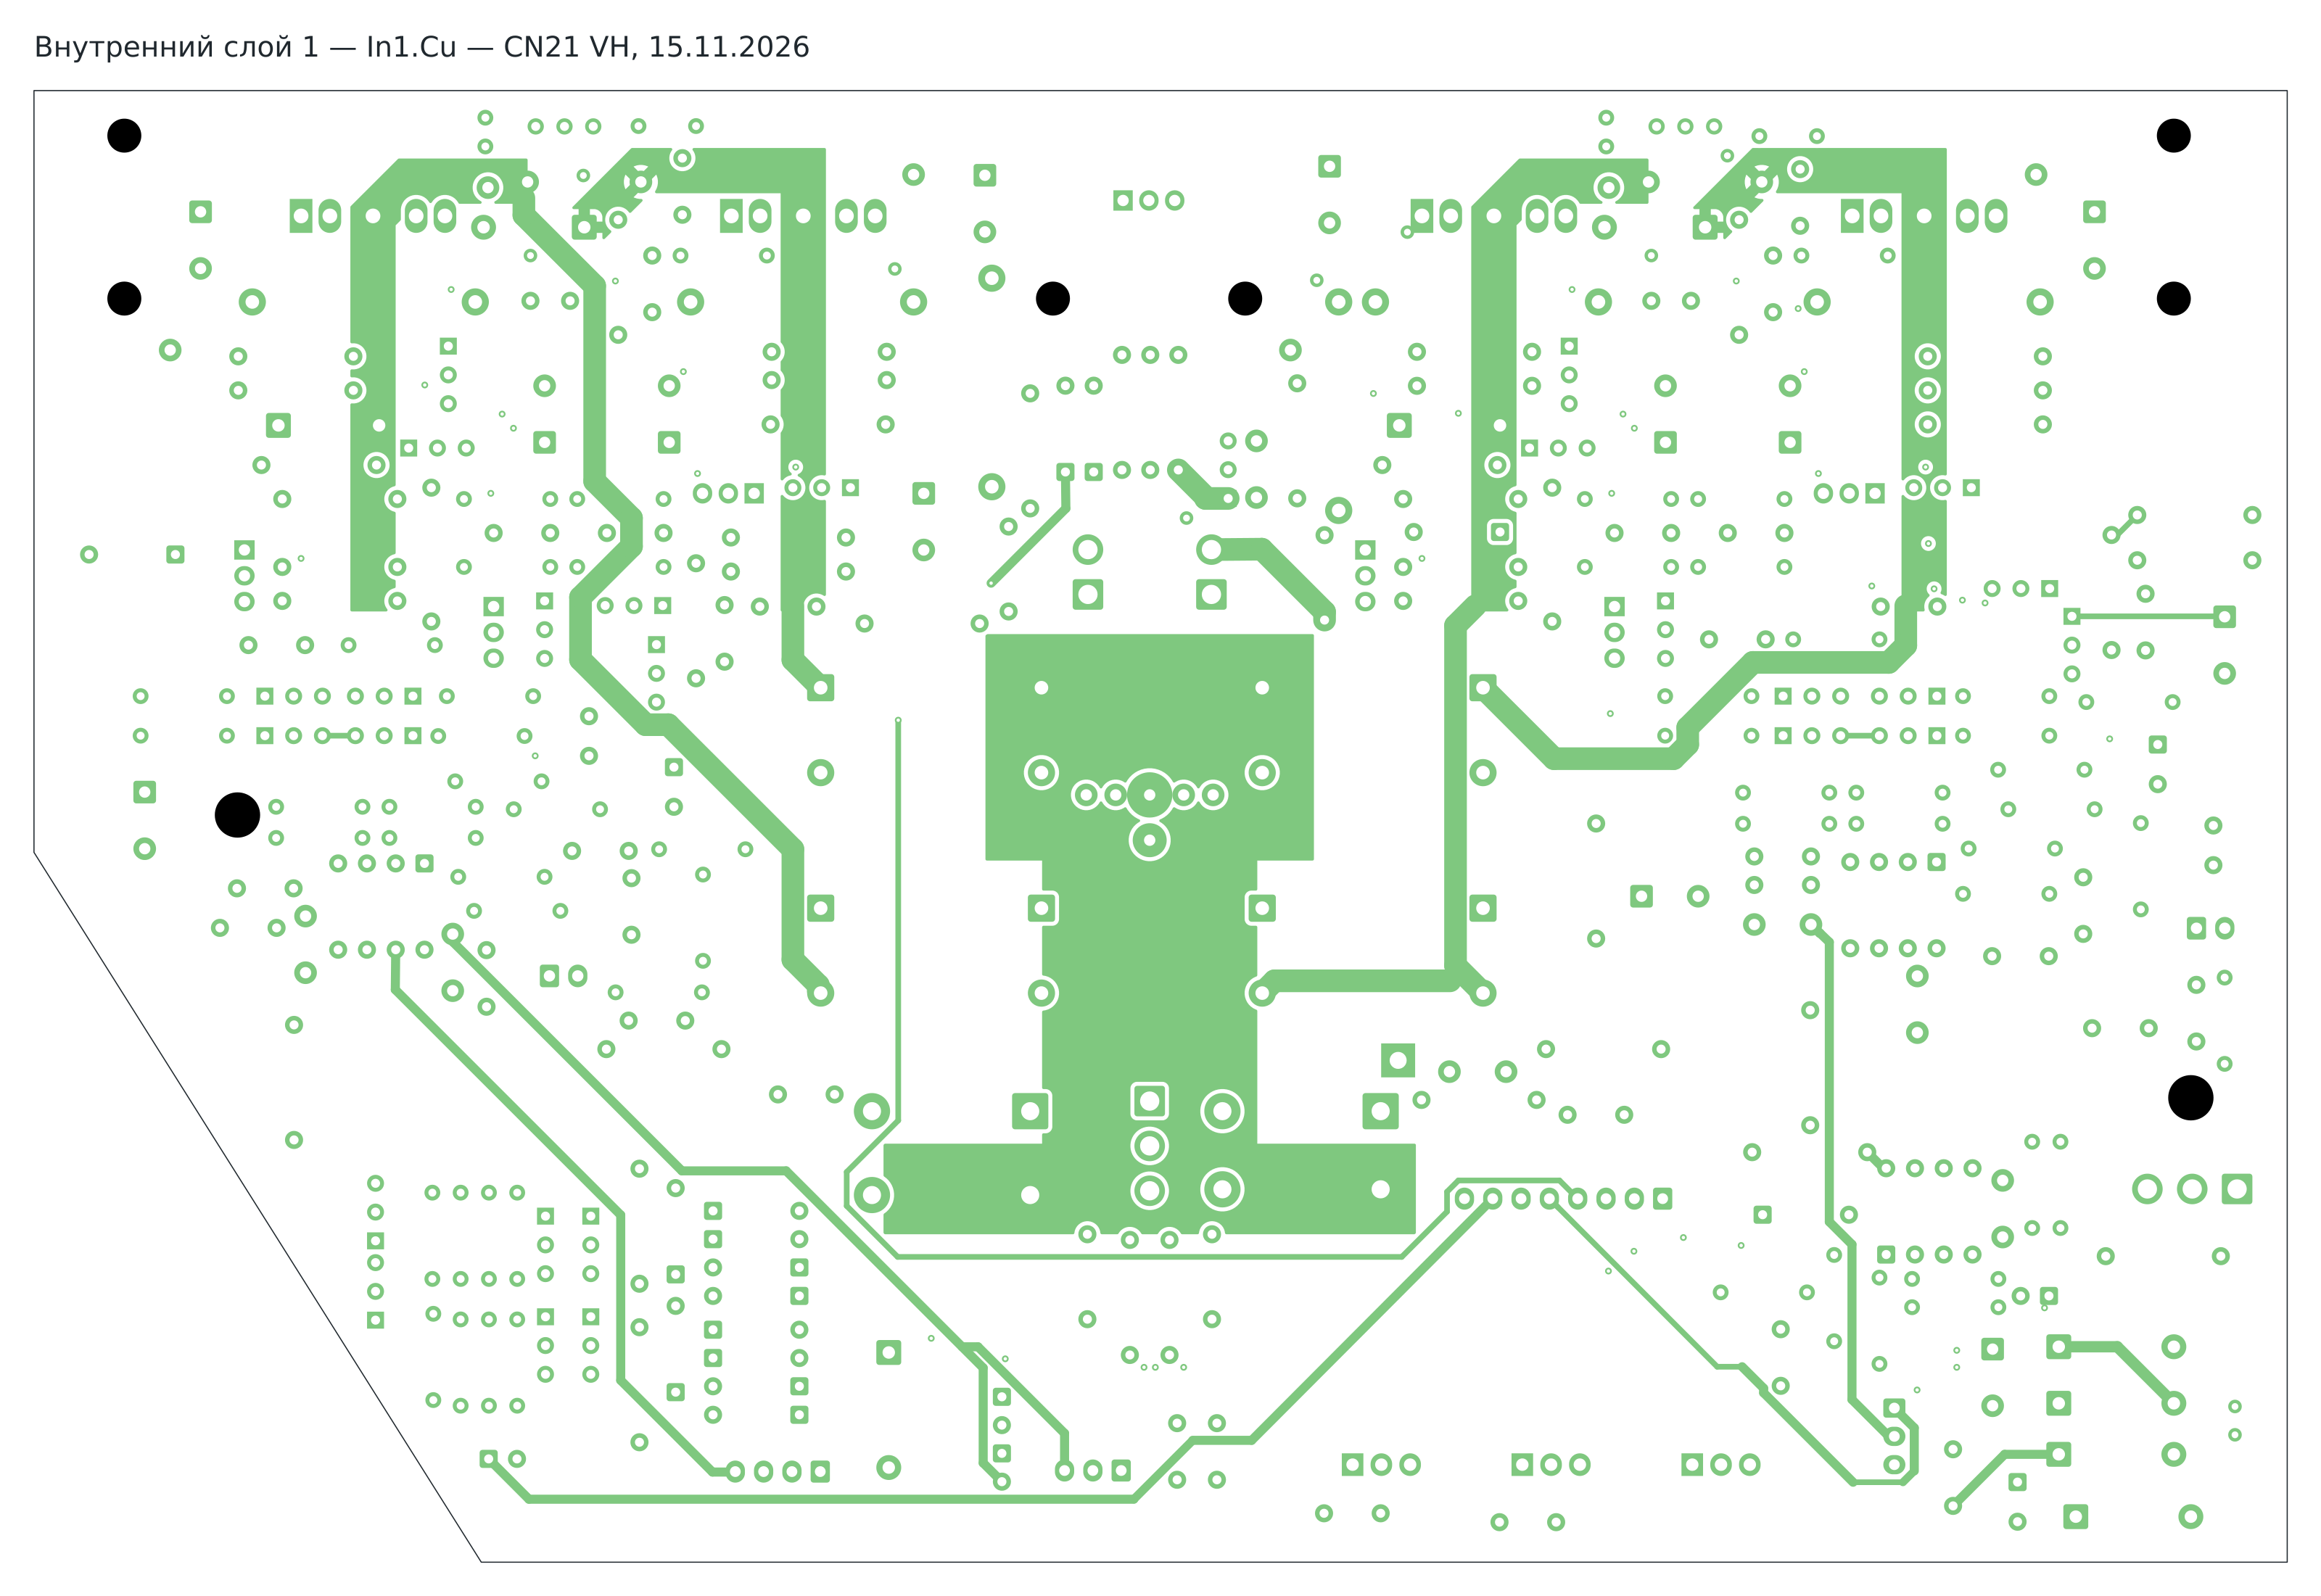 Внутренний слой 1 — In1.Cu — CN21 VH, 15.11.2026